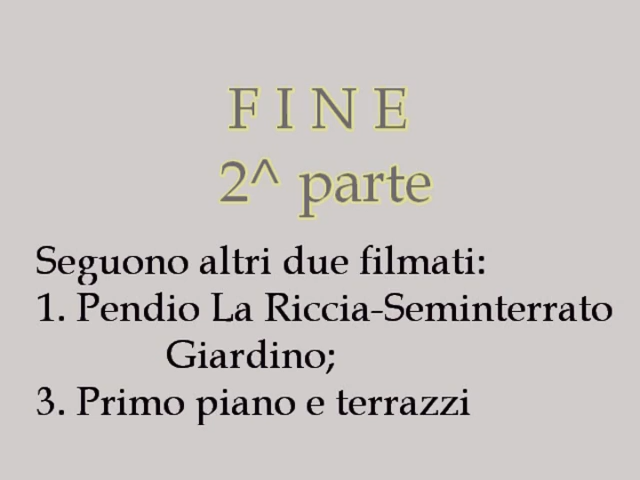 F I N E
2^ parte
Seguono altri due filmati:
1. Pendio La Riccia-Seminterrato
Giardino;
3. Primo piano e terrazzi